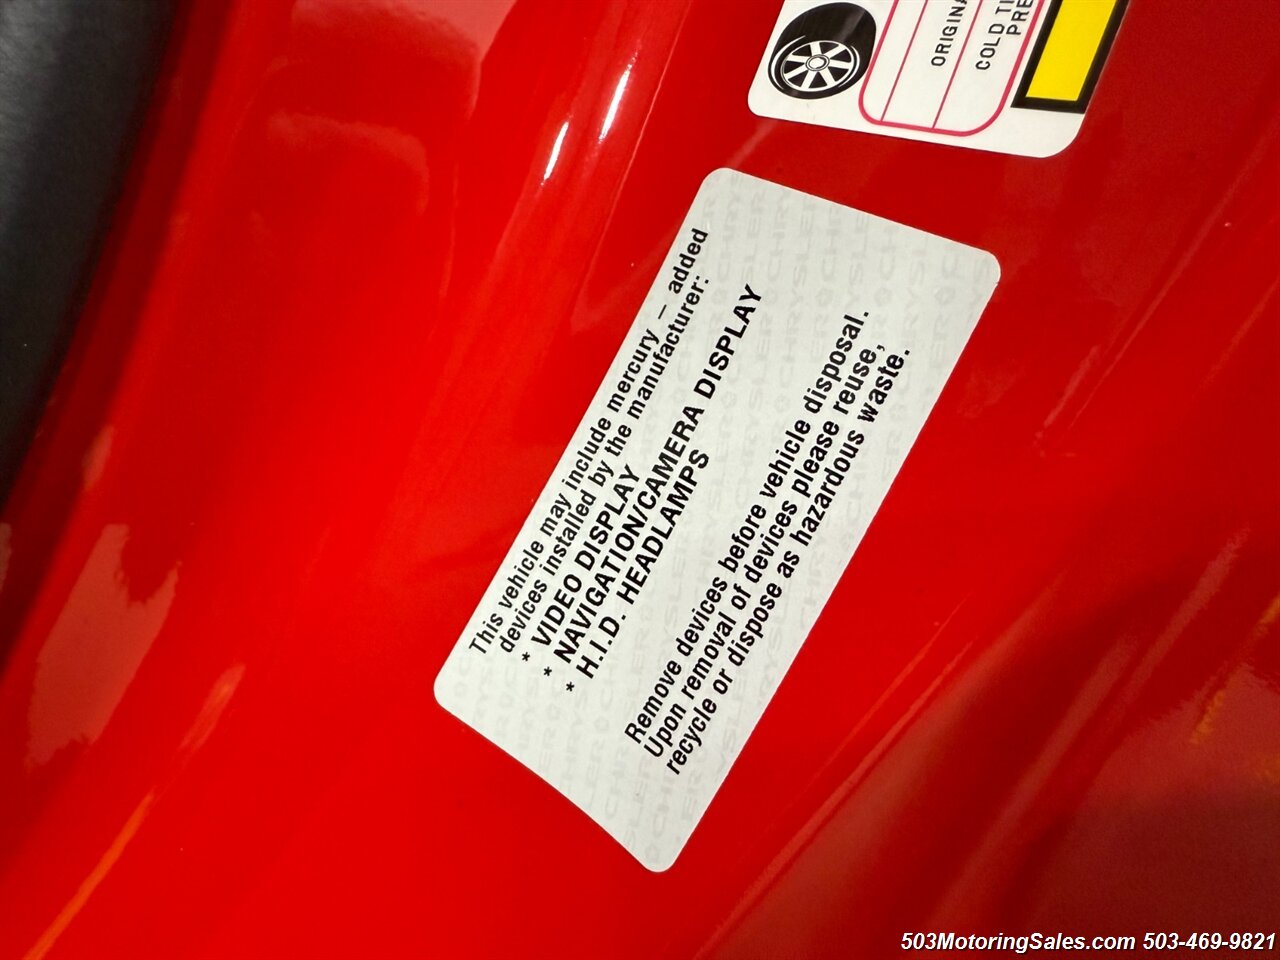 ORIGINA
COLD TI
PRE
This vehicle may include mercury – added
devices installed by the manufacturer:
* VIDEO DISPLAY
* NAVIGATION/CAMERA DISPLAY
* H.I.D. HEADLAMPS
Remove devices before vehicle disposal.
Upon removal of devices please reuse,
recycle or dispose as hazardous waste.
503MotoringSales.com 503-469-9821